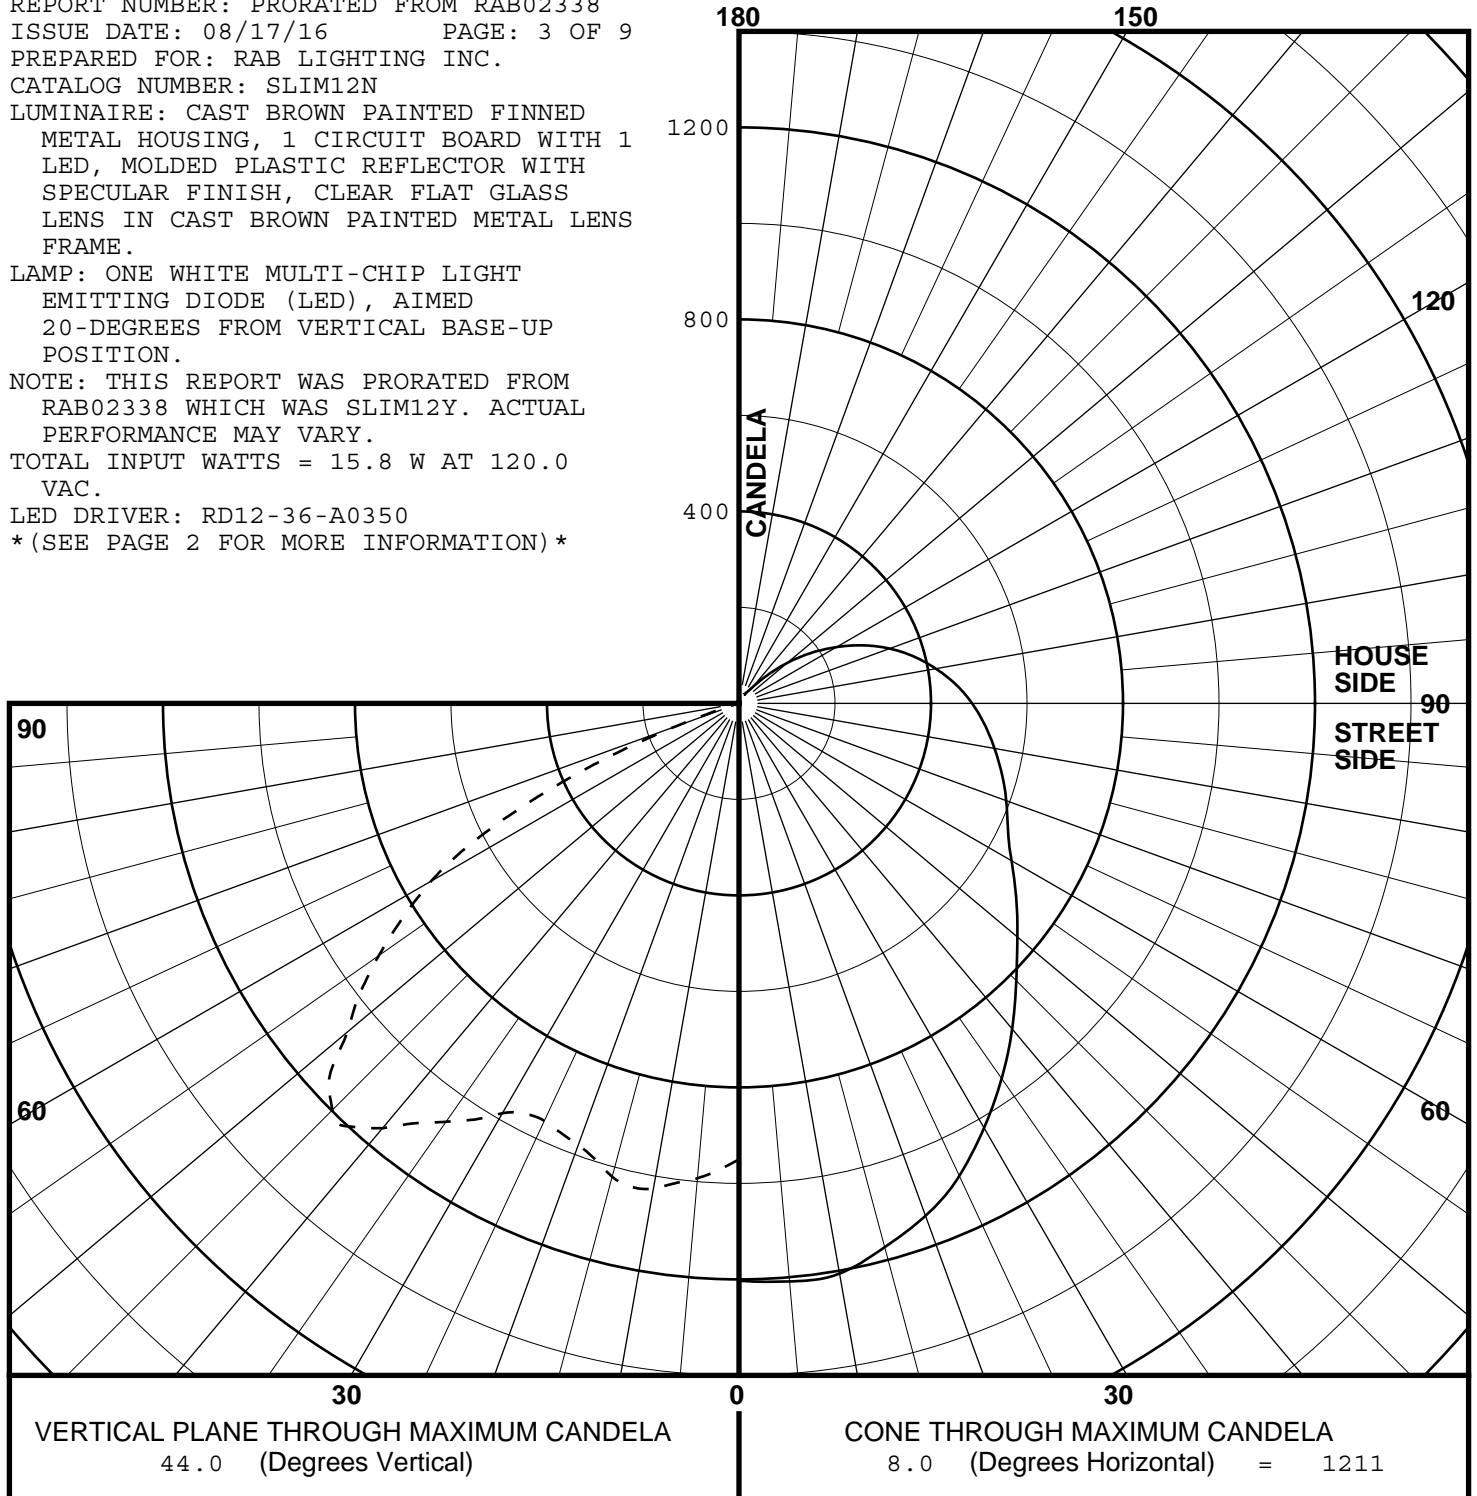 REPORT NUMBER: PRORATED FROM RAB02338
ISSUE DATE: 08/17/16 PAGE: 3 OF 9
PREPARED FOR: RAB LIGHTING INC.
CATALOG NUMBER: SLIM12N
LUMINAIRE: CAST BROWN PAINTED FINNED
METAL HOUSING, 1 CIRCUIT BOARD WITH 1
LED, MOLDED PLASTIC REFLECTOR WITH
SPECULAR FINISH, CLEAR FLAT GLASS
LENS IN CAST BROWN PAINTED METAL LENS
FRAME.
LAMP: ONE WHITE MULTI-CHIP LIGHT
EMITTING DIODE (LED), AIMED
20-DEGREES FROM VERTICAL BASE-UP
POSITION.
NOTE: THIS REPORT WAS PRORATED FROM
RAB02338 WHICH WAS SLIM12Y. ACTUAL
PERFORMANCE MAY VARY.
TOTAL INPUT WATTS = 15.8 W AT 120.0
VAC.
LED DRIVER: RD12-36-A0350
*(SEE PAGE 2 FOR MORE INFORMATION)*
180
150
1200
120
800
CANDELA
400
HOUSE
SIDE
90
90
STREET
SIDE
60
60
30
0
30
VERTICAL PLANE THROUGH MAXIMUM CANDELA
44.0 (Degrees Vertical)
CONE THROUGH MAXIMUM CANDELA
8.0 (Degrees Horizontal) = 1211